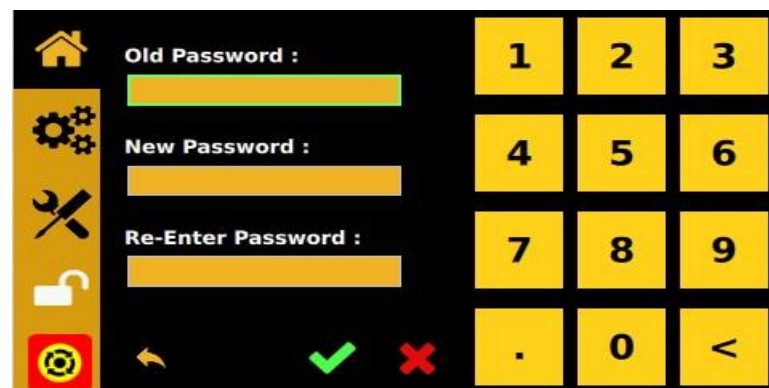 Old Password :
New Password :
Re-Enter Password :
1 2 3
4 5 6
7 8 9
. 0 <